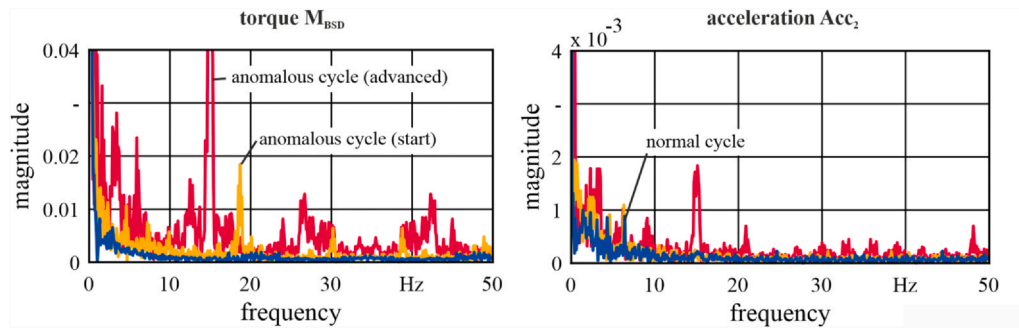 torque M_BSD
0.04
-
0.02
0.01
0
magnitude
anomalous cycle (advanced)
anomalous cycle (start)
0 10 20 30 Hz 50
frequency
acceleration Acc₂
x 10⁻³
4
-
2
1
0
magnitude
normal cycle
0 10 20 30 Hz 50
frequency